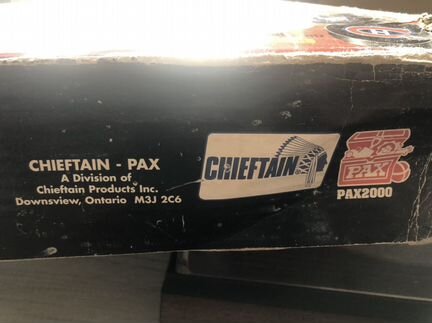 CHIEFTAIN - PAX
A Division of
Chieftain Products Inc.
Downsview, Ontario M3J 2C6
CHIEFTAIN
PAX
PAX2000